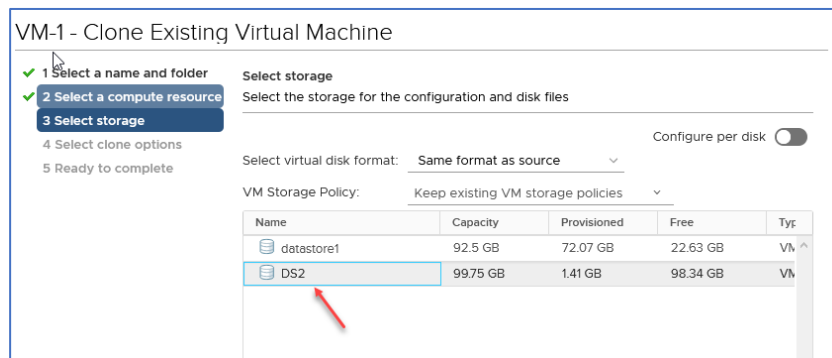 VM-1 - Clone Existing Virtual Machine
1 Select a name and folder
2 Select a compute resource
3 Select storage
4 Select clone options
5 Ready to complete
Select storage
Select the storage for the configuration and disk files
Configure per disk
Select virtual disk format: Same format as source
VM Storage Policy: Keep existing VM storage policies
Name Capacity Provisioned Free
datastore1 92.5 GB 72.07 GB 22.63 GB
DS2 99.75 GB 1.41 GB 98.34 GB